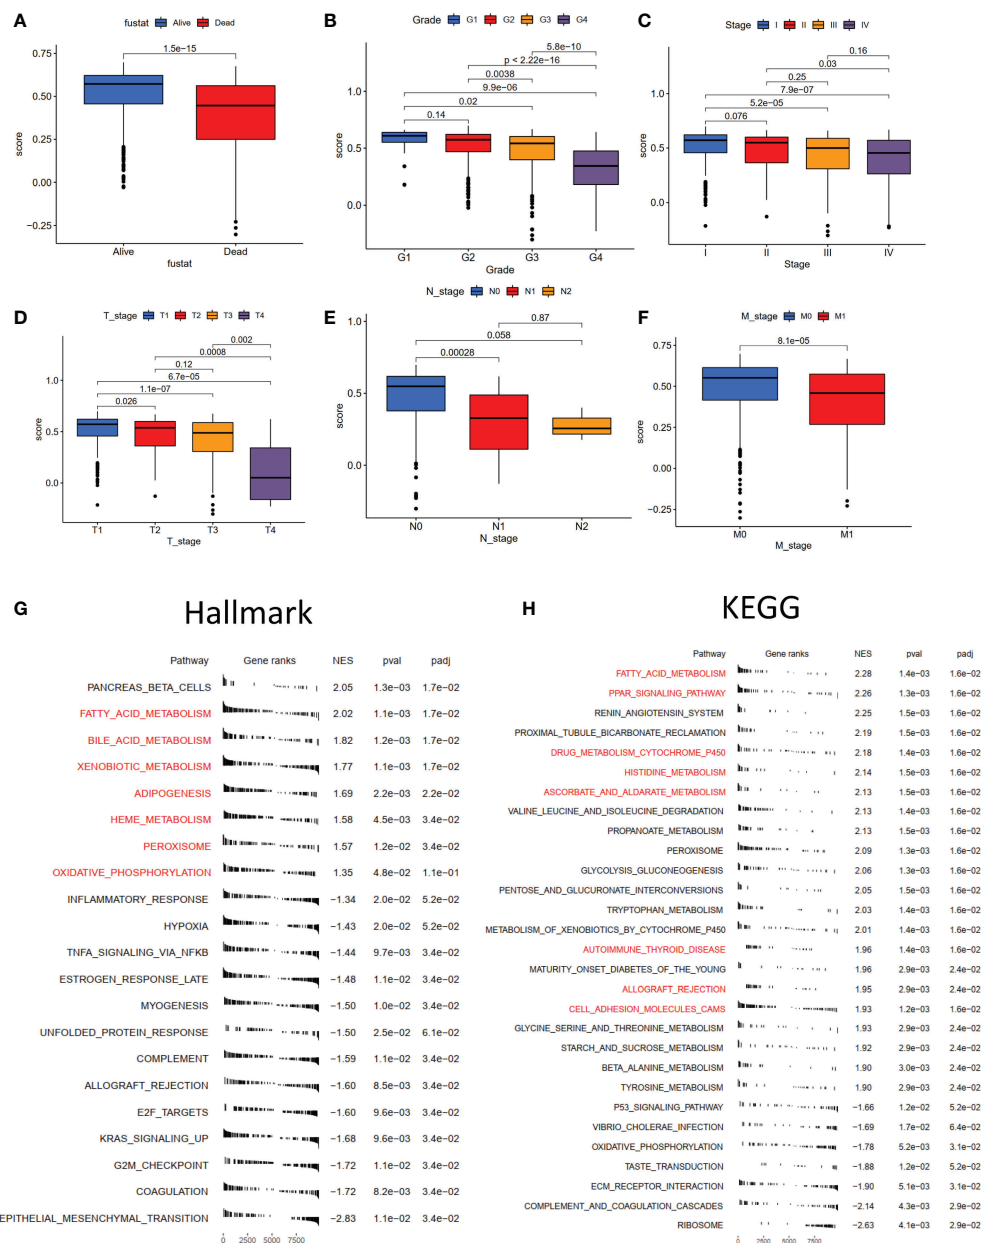 A
fustat Alive Dead
1.5e−15
0.75
0.50
0.25
0.00
−0.25
score
Alive Dead
fustat
B
Grade G1 G2 G3 G4
5.8e−10
p < 2.22e−16
0.0038
9.9e−06
0.02
0.14
1.0
0.5
0.0
score
G1 G2 G3 G4
Grade
C
Stage I II III IV
0.16
0.03
0.25
7.9e−07
5.2e−05
0.076
1.0
0.5
0.0
score
I II III IV
Stage
D
T_stage T1 T2 T3 T4
0.002
0.0008
0.12
6.7e−05
1.1e−07
0.026
1.0
0.5
0.0
score
T1 T2 T3 T4
T_stage
E
N_stage N0 N1 N2
0.87
0.058
0.00028
1.0
0.5
0.0
score
N0 N1 N2
N_stage
F
M_stage M0 M1
8.1e−05
0.75
0.50
0.25
0.00
−0.25
score
M0 M1
M_stage
G
Hallmark
Pathway Gene ranks NES pval padj
PANCREAS_BETA_CELLS 2.05 1.3e−03 1.7e−02
FATTY_ACID_METABOLISM 2.02 1.1e−03 1.7e−02
BILE_ACID_METABOLISM 1.82 1.2e−03 1.7e−02
XENOBIOTIC_METABOLISM 1.77 1.1e−03 1.7e−02
ADIPOGENESIS 1.69 2.2e−03 2.2e−02
HEME_METABOLISM 1.58 4.5e−03 3.4e−02
PEROXISOME 1.57 1.2e−02 3.4e−02
OXIDATIVE_PHOSPHORYLATION 1.35 4.8e−02 1.1e−01
INFLAMMATORY_RESPONSE −1.34 2.0e−02 5.2e−02
HYPOXIA −1.43 2.0e−02 5.2e−02
TNFA_SIGNALING_VIA_NFKB −1.44 9.7e−03 3.4e−02
ESTROGEN_RESPONSE_LATE −1.48 1.1e−02 3.4e−02
MYOGENESIS −1.50 1.0e−02 3.4e−02
UNFOLDED_PROTEIN_RESPONSE −1.50 2.5e−02 6.1e−02
COMPLEMENT −1.59 1.1e−02 3.4e−02
ALLOGRAFT_REJECTION −1.60 8.5e−03 3.4e−02
E2F_TARGETS −1.60 9.6e−03 3.4e−02
KRAS_SIGNALING_UP −1.68 9.6e−03 3.4e−02
G2M_CHECKPOINT −1.72 1.1e−02 3.4e−02
COAGULATION −1.72 8.2e−03 3.4e−02
EPITHELIAL_MESENCHYMAL_TRANSITION −2.83 1.1e−02 3.4e−02
0 2500 5000 7500
H
KEGG
Pathway Gene ranks NES pval padj
FATTY_ACID_METABOLISM 2.28 1.4e−03 1.6e−02
PPAR_SIGNALING_PATHWAY 2.26 1.3e−03 1.6e−02
RENIN_ANGIOTENSIN_SYSTEM 2.25 1.5e−03 1.6e−02
PROXIMAL_TUBULE_BICARBONATE_RECLAMATION 2.19 1.5e−03 1.6e−02
DRUG_METABOLISM_CYTOCHROME_P450 2.18 1.4e−03 1.6e−02
HISTIDINE_METABOLISM 2.14 1.5e−03 1.6e−02
ASCORBATE_AND_ALDARATE_METABOLISM 2.13 1.5e−03 1.6e−02
VALINE_LEUCINE_AND_ISOLEUCINE_DEGRADATION 2.13 1.4e−03 1.6e−02
PROPANOATE_METABOLISM 2.13 1.5e−03 1.6e−02
PEROXISOME 2.09 1.3e−03 1.6e−02
GLYCOLYSIS_GLUCONEOGENESIS 2.06 1.3e−03 1.6e−02
PENTOSE_AND_GLUCURONATE_INTERCONVERSIONS 2.05 1.5e−03 1.6e−02
TRYPTOPHAN_METABOLISM 2.03 1.4e−03 1.6e−02
METABOLISM_OF_XENOBIOTICS_BY_CYTOCHROME_P450 2.01 1.4e−03 1.6e−02
AUTOIMMUNE_THYROID_DISEASE 1.96 1.4e−03 1.6e−02
MATURITY_ONSET_DIABETES_OF_THE_YOUNG 1.96 2.9e−03 2.4e−02
ALLOGRAFT_REJECTION 1.95 2.9e−03 2.4e−02
CELL_ADHESION_MOLECULES_CAMS 1.93 1.2e−03 1.6e−02
GLYCINE_SERINE_AND_THREONINE_METABOLISM 1.93 2.9e−03 2.4e−02
STARCH_AND_SUCROSE_METABOLISM 1.92 2.9e−03 2.4e−02
BETA_ALANINE_METABOLISM 1.90 3.0e−03 2.4e−02
TYROSINE_METABOLISM 1.90 2.9e−03 2.4e−02
P53_SIGNALING_PATHWAY −1.66 1.2e−02 5.2e−02
VIBRIO_CHOLERAE_INFECTION −1.69 1.7e−02 6.4e−02
OXIDATIVE_PHOSPHORYLATION −1.78 5.2e−03 3.1e−02
TASTE_TRANSDUCTION −1.88 1.2e−02 5.2e−02
ECM_RECEPTOR_INTERACTION −1.90 5.1e−03 3.1e−02
COMPLEMENT_AND_COAGULATION_CASCADES −2.14 4.3e−03 2.9e−02
RIBOSOME −2.63 4.1e−03 2.9e−02
0 2500 5000 7500